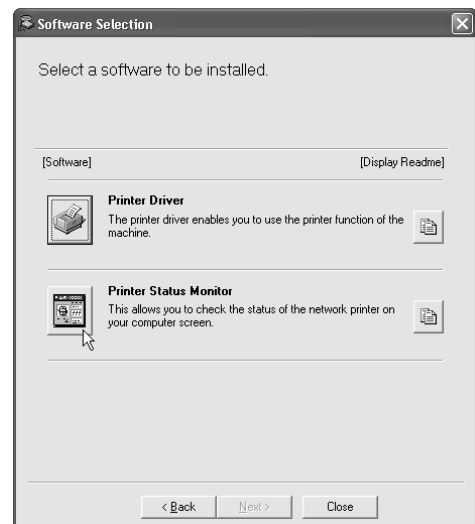 Software Selection
Select a software to be installed.
[Software] [Display Readme]
Printer Driver
The printer driver enables you to use the printer function of the
machine.
Printer Status Monitor
This allows you to check the status of the network printer on
your computer screen.
< Back Next > Close